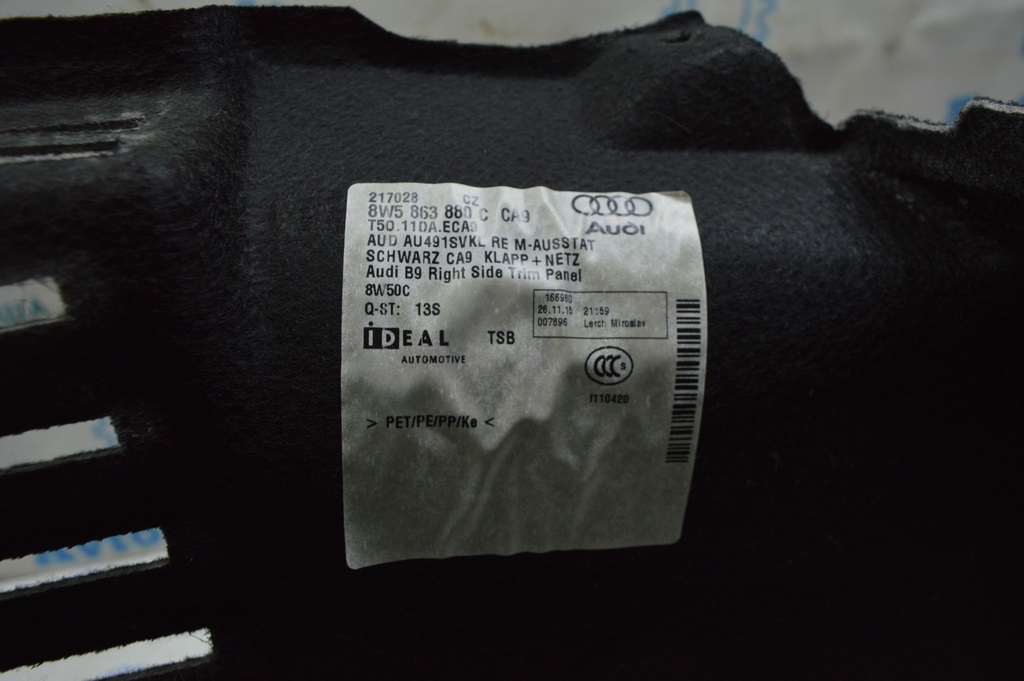 217028 CZ
8W5 863 880 C CA9
T50.11DA.ECA9
AUD AU491SVKL RE M-AUSSTAT
SCHWARZ CA9 KLAPP+NETZ
Audi B9 Right Side Trim Panel
8W50C
Q-ST: 13S
iDEAL TSB
AUTOMOTIVE
> PET/PE/PP/Ke <
Audi
166980
26.11.15 21:59
007896 Lerch Miroslav
CCC S
I110420